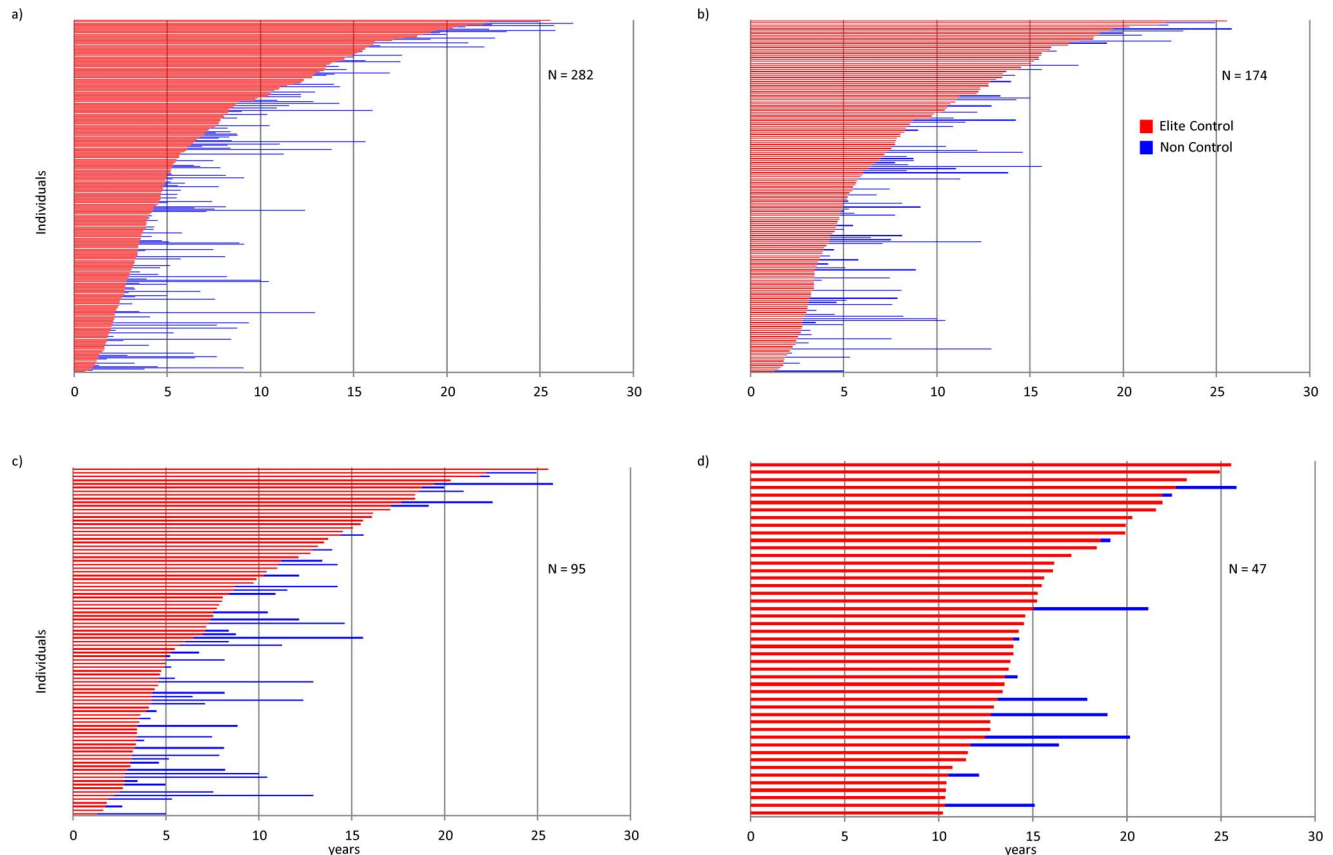 a)
N = 282
Individuals
0 5 10 15 20 25 30
b)
N = 174
Elite Control
Non Control
0 5 10 15 20 25 30
c)
N = 95
Individuals
0 5 10 15 20 25 30
years
d)
N = 47
0 5 10 15 20 25 30
years